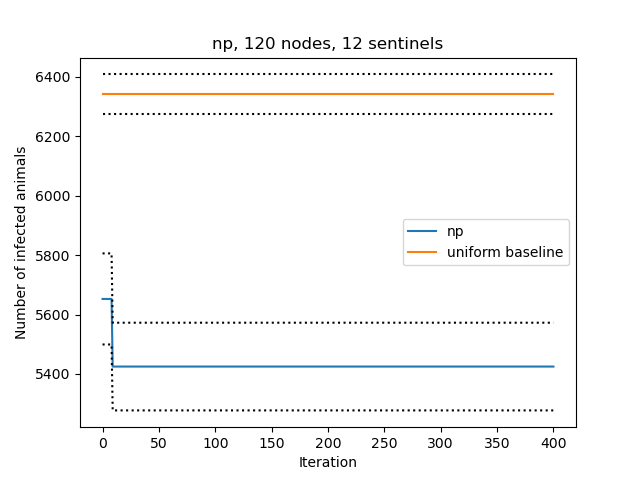 np, 120 nodes, 12 sentinels
Number of infected animals
6400
6200
6000
5800
5600
5400
np
uniform baseline
0 50 100 150 200 250 300 350 400
Iteration